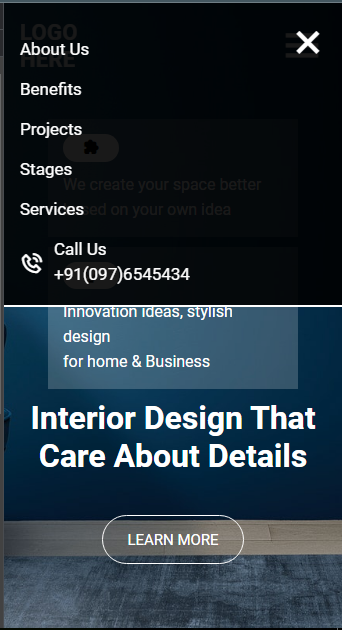 LOGO
HERE
About Us
Benefits
Projects
Stages
We create your space better
Services
based on your own idea
Call Us
+91(097)6545434
Innovation ideas, stylish
design
for home & Business
Interior Design That
Care About Details
LEARN MORE